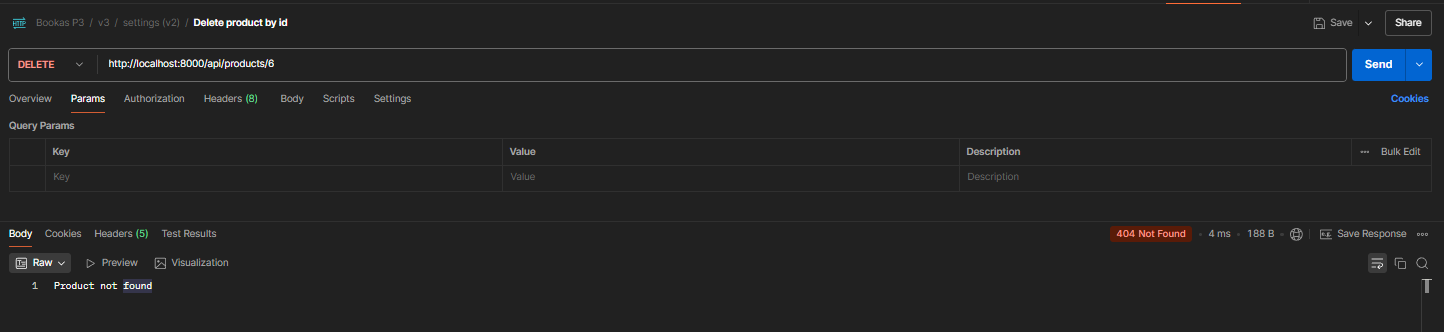 HTTP Bookas P3 / v3 / settings (v2) / Delete product by id Save Share
DELETE http://localhost:8000/api/products/6 Send
Overview Params Authorization Headers (8) Body Scripts Settings Cookies
Query Params
Key Value Description ••• Bulk Edit
Key Value Description
Body Cookies Headers (5) Test Results 404 Not Found • 4 ms • 188 B • Save Response •••
Raw Preview Visualization
1 Product not found